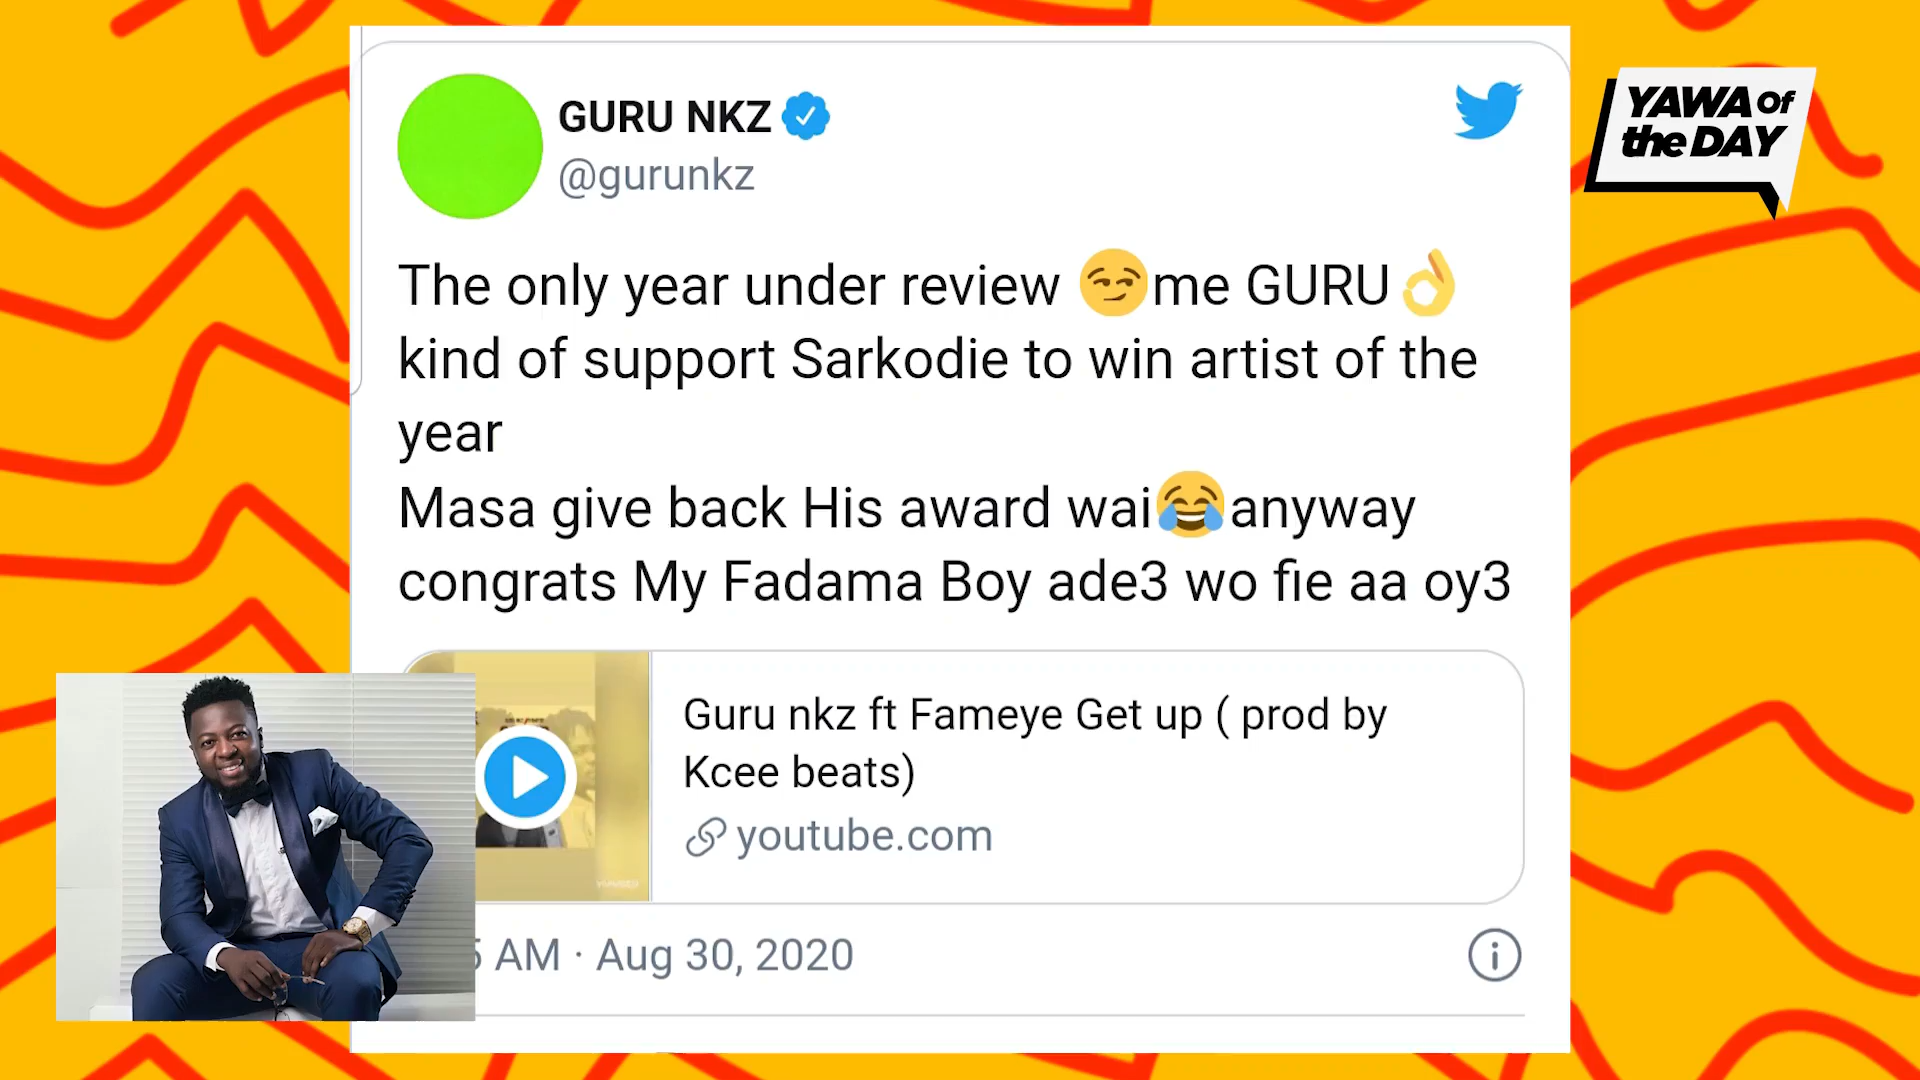 GURU NKZ
@gurunkz
YAWA of
the DAY
The only year under review 😏me GURU👌
kind of support Sarkodie to win artist of the
year
Masa give back His award wai😂anyway
congrats My Fadama Boy ade3 wo fie aa oy3
Guru nkz ft Fameye Get up ( prod by
Kcee beats)
youtube.com
5 AM · Aug 30, 2020